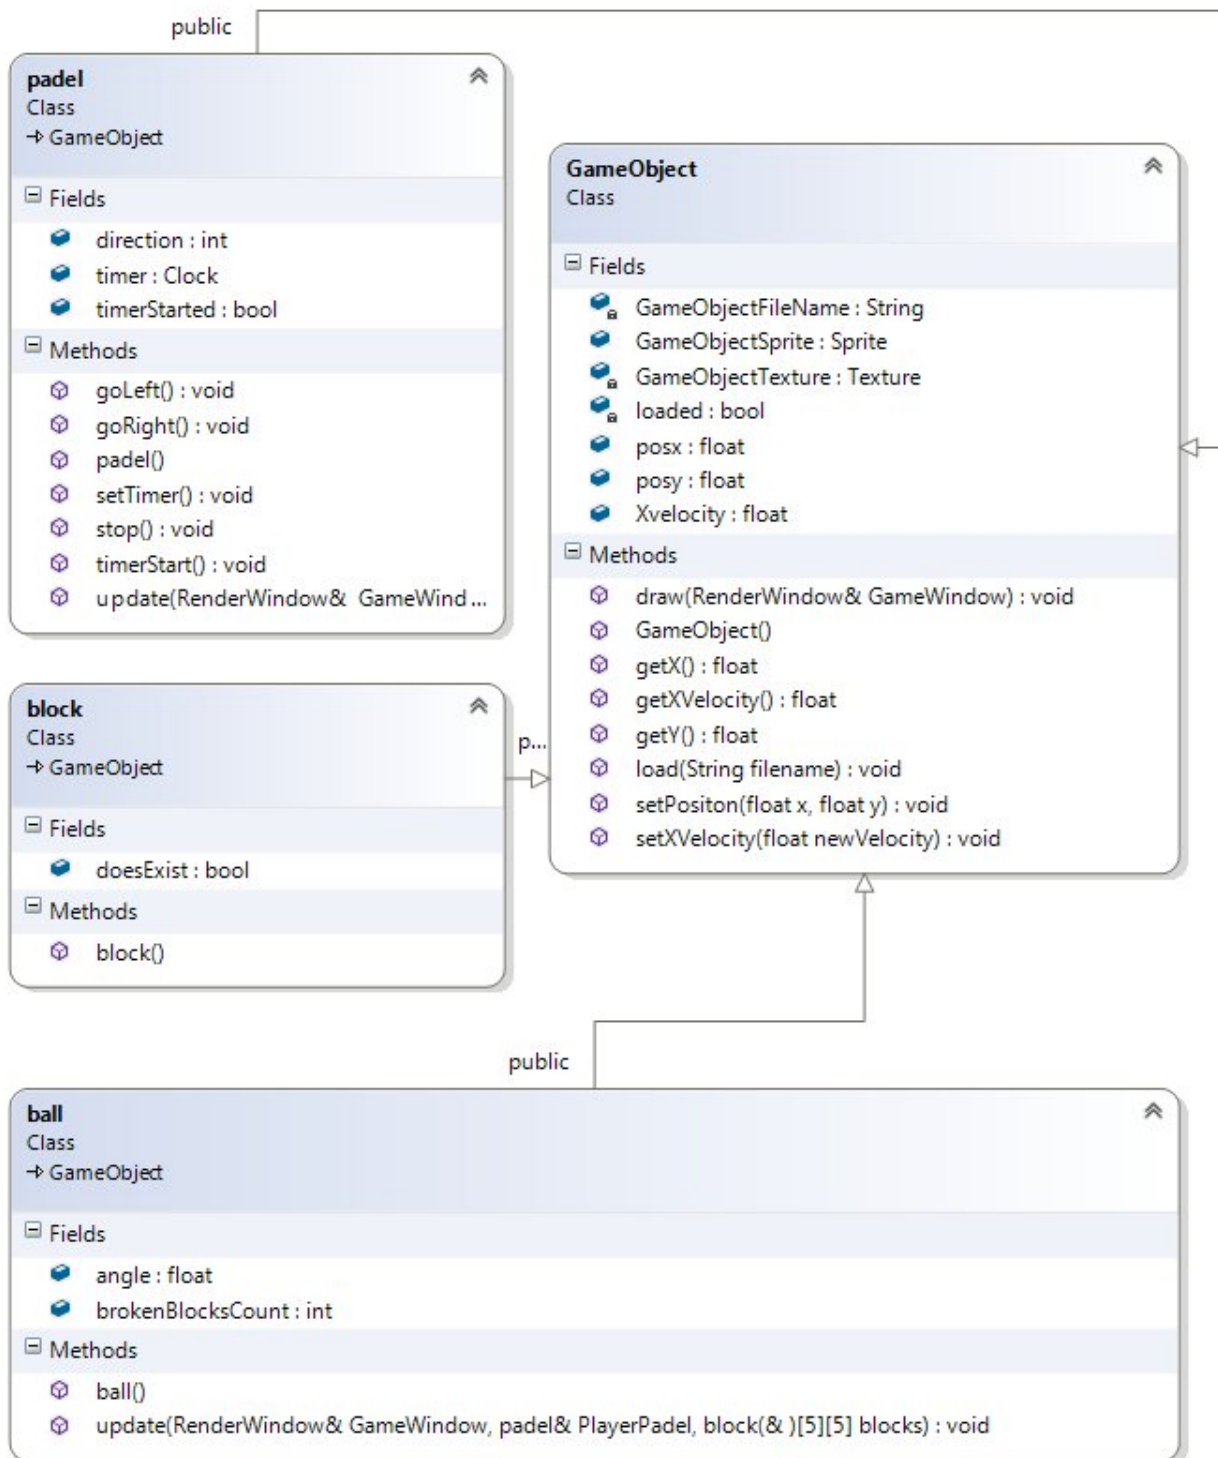 public
padel
Class
GameObject
Fields
direction : int
timer : Clock
timerStarted : bool
Methods
goLeft() : void
goRight() : void
padel()
setTimer() : void
stop() : void
timerStart() : void
update(RenderWindow& GameWind...
GameObject
Class
Fields
GameObjectFileName : String
GameObjectSprite : Sprite
GameObjectTexture : Texture
loaded : bool
posx : float
posy : float
Xvelocity : float
Methods
draw(RenderWindow& GameWindow) : void
GameObject()
getX() : float
getXVelocity() : float
getY() : float
load(String filename) : void
setPositon(float x, float y) : void
setXVelocity(float newVelocity) : void
block
Class
GameObject
Fields
doesExist : bool
Methods
block()
p...
public
ball
Class
GameObject
Fields
angle : float
brokenBlocksCount : int
Methods
ball()
update(RenderWindow& GameWindow, padel& PlayerPadel, block(& )[5][5] blocks) : void